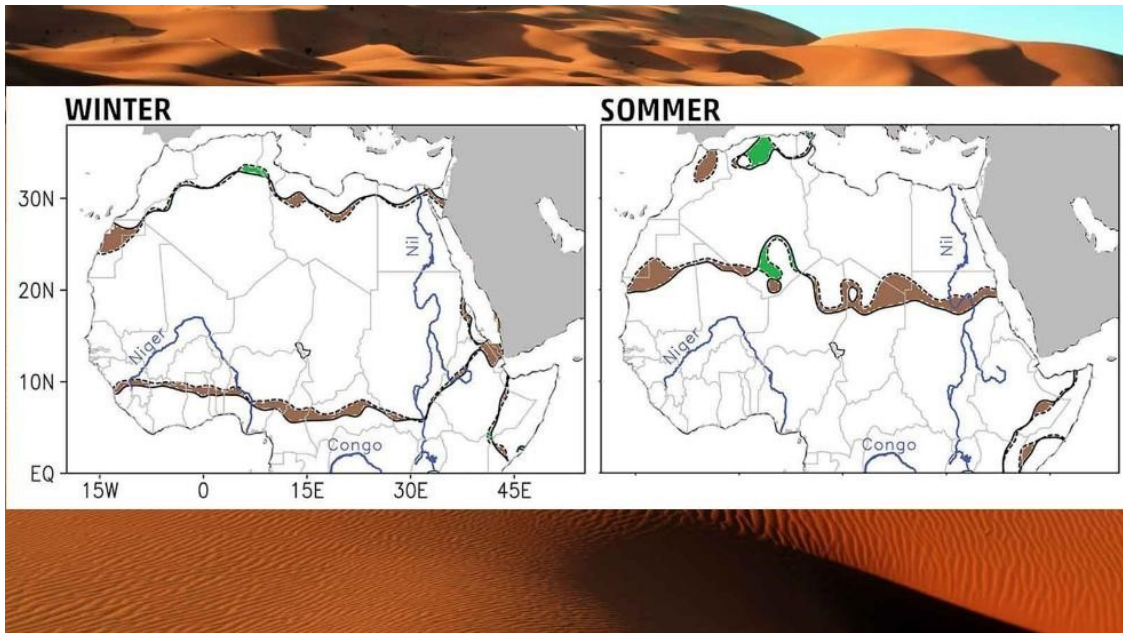 WINTER
30N
20N
10N
EQ
15W
0
15E
30E
45E
Nil
Niger
Congo
SOMMER
Nil
Niger
Congo